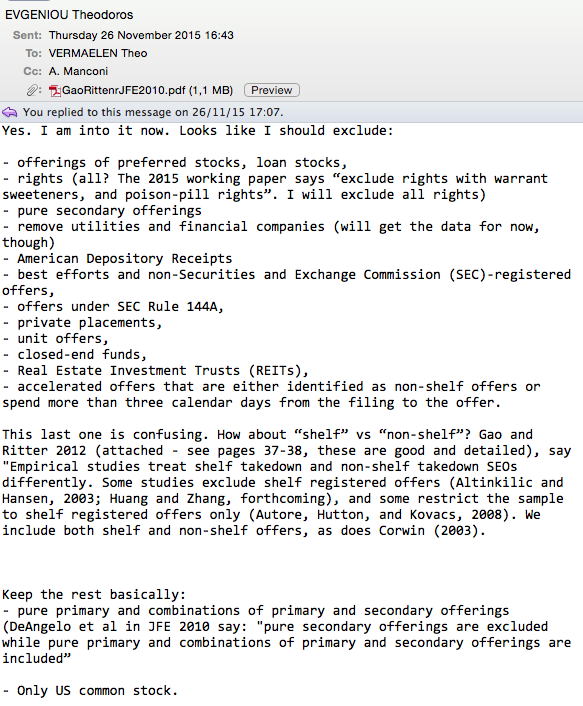 EVGENIOU Theodoros
Sent: Thursday 26 November 2015 16:43
To: VERMAELEN Theo
Cc: A. Manconi
GaoRittenrJFE2010.pdf (1,1 MB) Preview
You replied to this message on 26/11/15 17:07.
Yes. I am into it now. Looks like I should exclude:
- offerings of preferred stocks, loan stocks,
- rights (all? The 2015 working paper says “exclude rights with warrant
sweeteners, and poison-pill rights”. I will exclude all rights)
- pure secondary offerings
- remove utilities and financial companies (will get the data for now,
though)
- American Depository Receipts
- best efforts and non-Securities and Exchange Commission (SEC)-registered
offers,
- offers under SEC Rule 144A,
- private placements,
- unit offers,
- closed-end funds,
- Real Estate Investment Trusts (REITs),
- accelerated offers that are either identified as non-shelf offers or
spend more than three calendar days from the filing to the offer.
This last one is confusing. How about “shelf” vs “non-shelf”? Gao and
Ritter 2012 (attached - see pages 37-38, these are good and detailed), say
"Empirical studies treat shelf takedown and non-shelf takedown SEOs
differently. Some studies exclude shelf registered offers (Altinkilic and
Hansen, 2003; Huang and Zhang, forthcoming), and some restrict the sample
to shelf registered offers only (Autore, Hutton, and Kovacs, 2008). We
include both shelf and non-shelf offers, as does Corwin (2003).
Keep the rest basically:
- pure primary and combinations of primary and secondary offerings
(DeAngelo et al in JFE 2010 say: "pure secondary offerings are excluded
while pure primary and combinations of primary and secondary offerings are
included”
- Only US common stock.